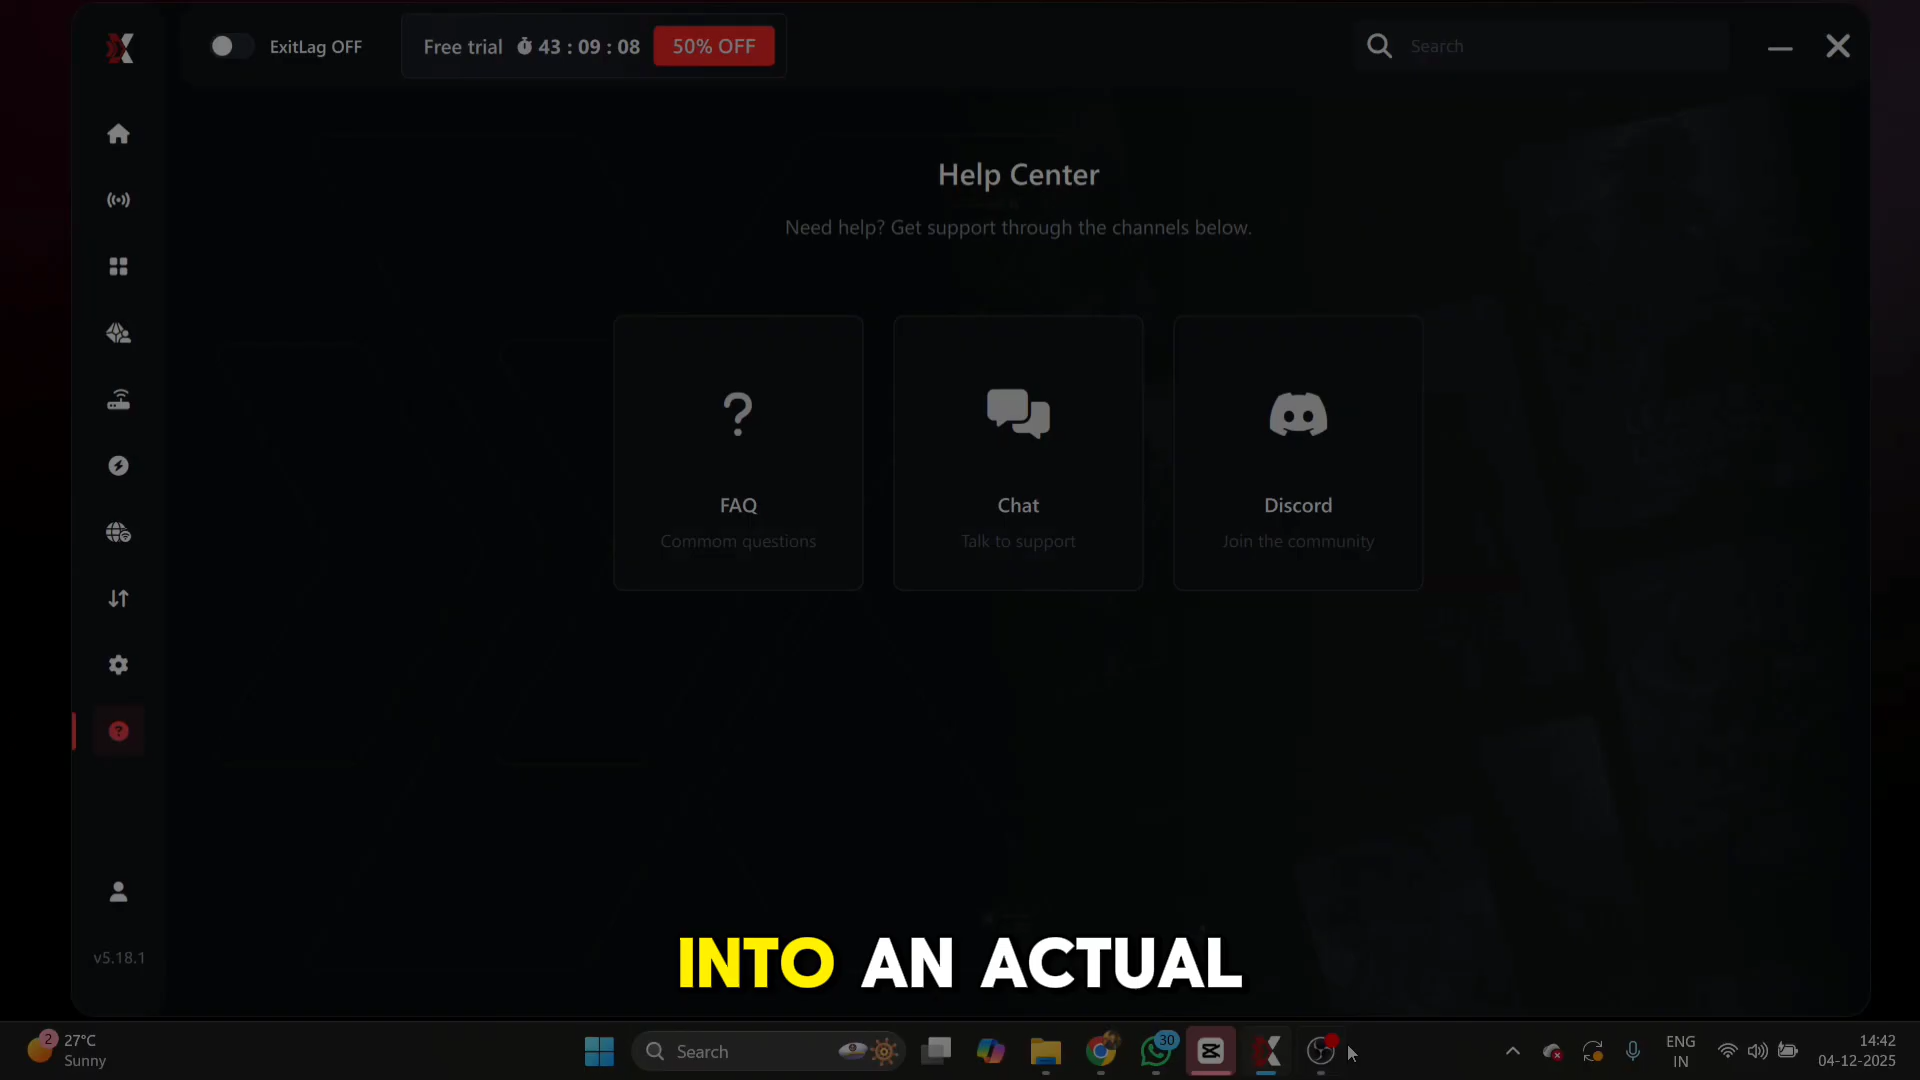 ExitLag OFF
Free trial 43 : 09 : 08 50% OFF
Search
Help Center
Need help? Get support through the channels below.
?
FAQ
Commom questions
Chat
Talk to support
Discord
Join the community
?
v5.18.1
INTO AN ACTUAL
2
27°C
Sunny
Search
30
ENG
IN
14:42
04-12-2025